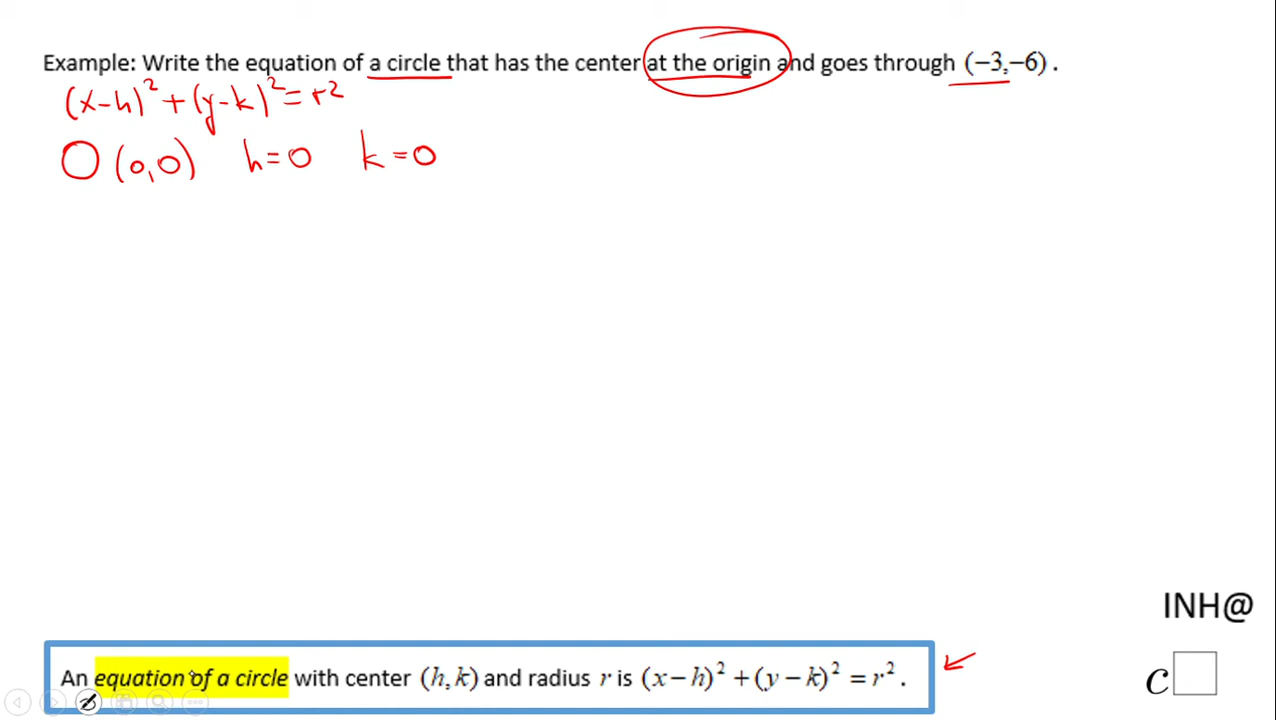 Example: Write the equation of a circle that has the center at the origin and goes through (−3,−6).
(x-h)²+(y-k)²=r²
O (0,0) h=0 k=0
INH@
An equation of a circle with center (h,k) and radius r is (x−h)²+(y−k)²=r².
c